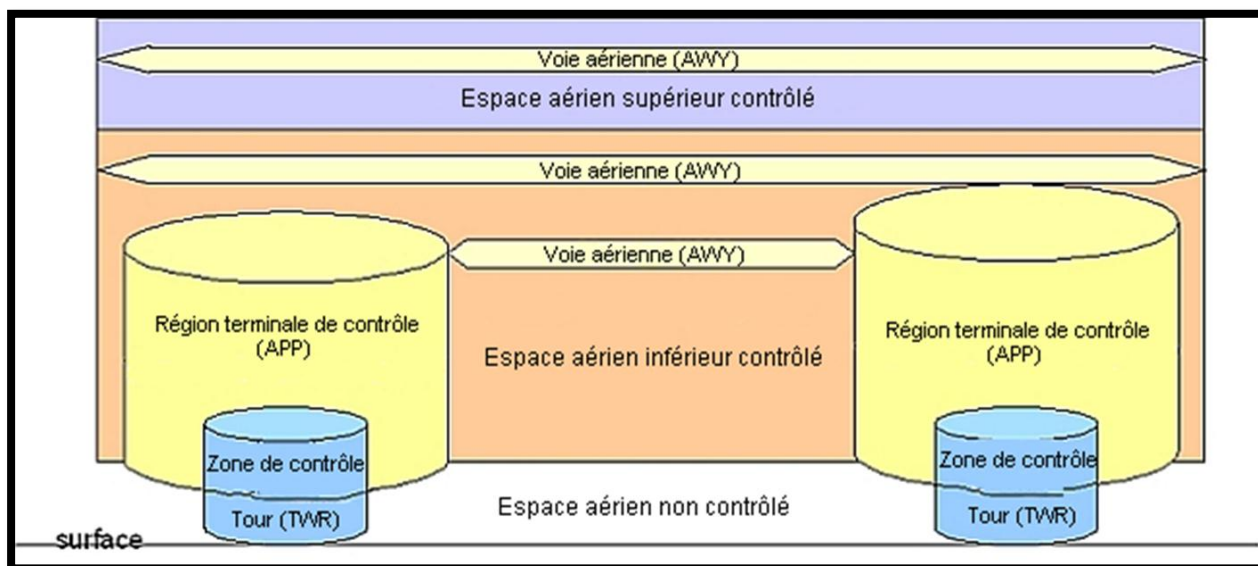 Voie aérienne (AWY)
Espace aérien supérieur contrôlé
Voie aérienne (AWY)
Voie aérienne (AWY)
Région terminale de contrôle
(APP)
Région terminale de contrôle
(APP)
Espace aérien inférieur contrôlé
Zone de contrôle
Tour (TWR)
Zone de contrôle
Tour (TWR)
Espace aérien non contrôlé
surface